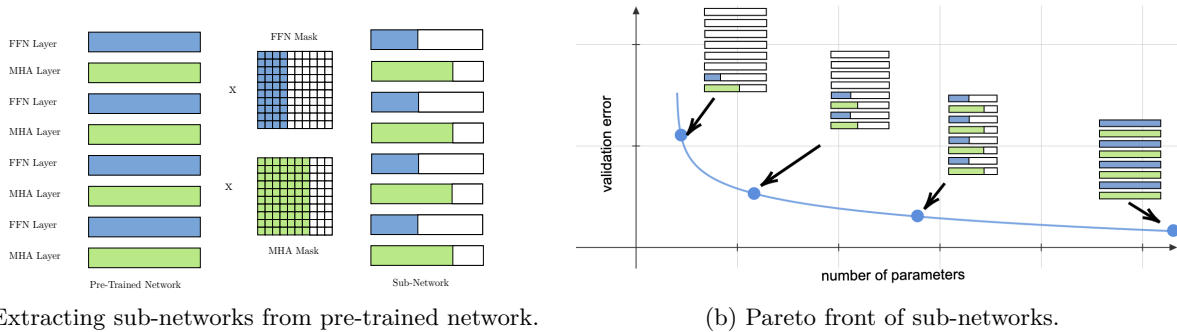 FFN Layer
MHA Layer
FFN Layer
MHA Layer
FFN Layer
MHA Layer
FFN Layer
MHA Layer
Pre-Trained Network
x
x
FFN Mask
MHA Mask
Sub-Network
Extracting sub-networks from pre-trained network.
validation error
number of parameters
(b) Pareto front of sub-networks.